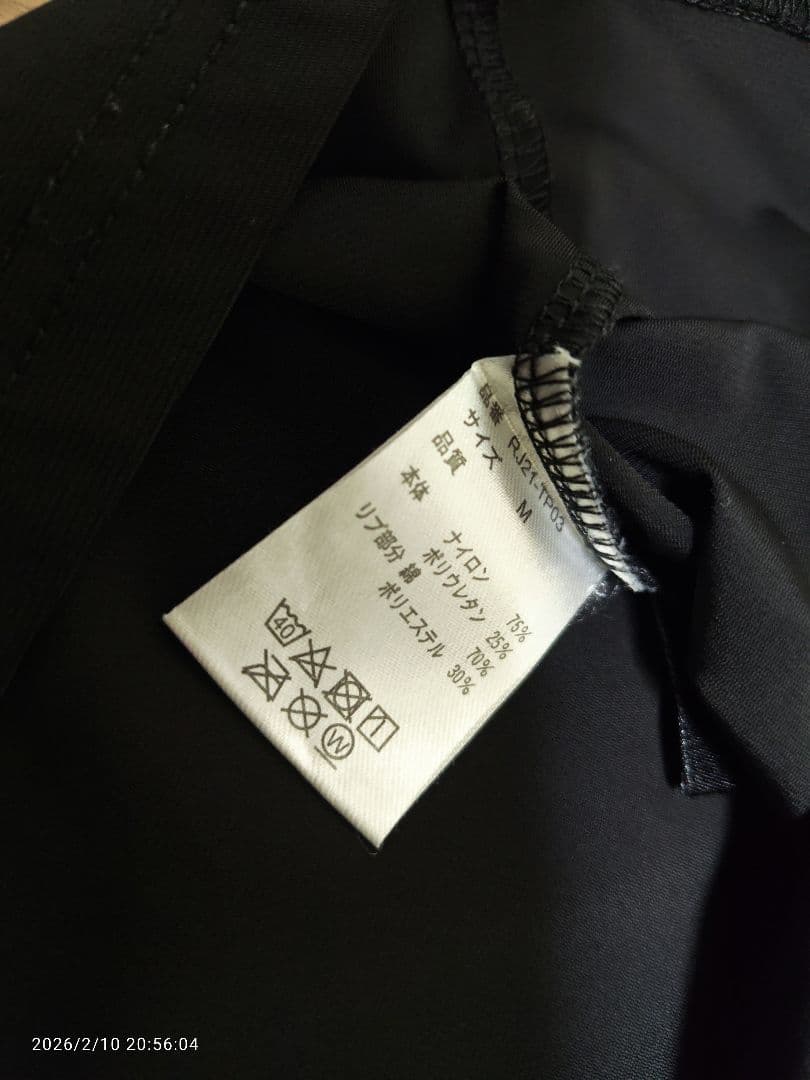 品番 RJ21-TP03
サイズ M
品質
本体 ナイロン 75%
ポリウレタン 25%
リブ部分 綿 70%
ポリエステル 30%
40
1
W
2026/2/10 20:56:04